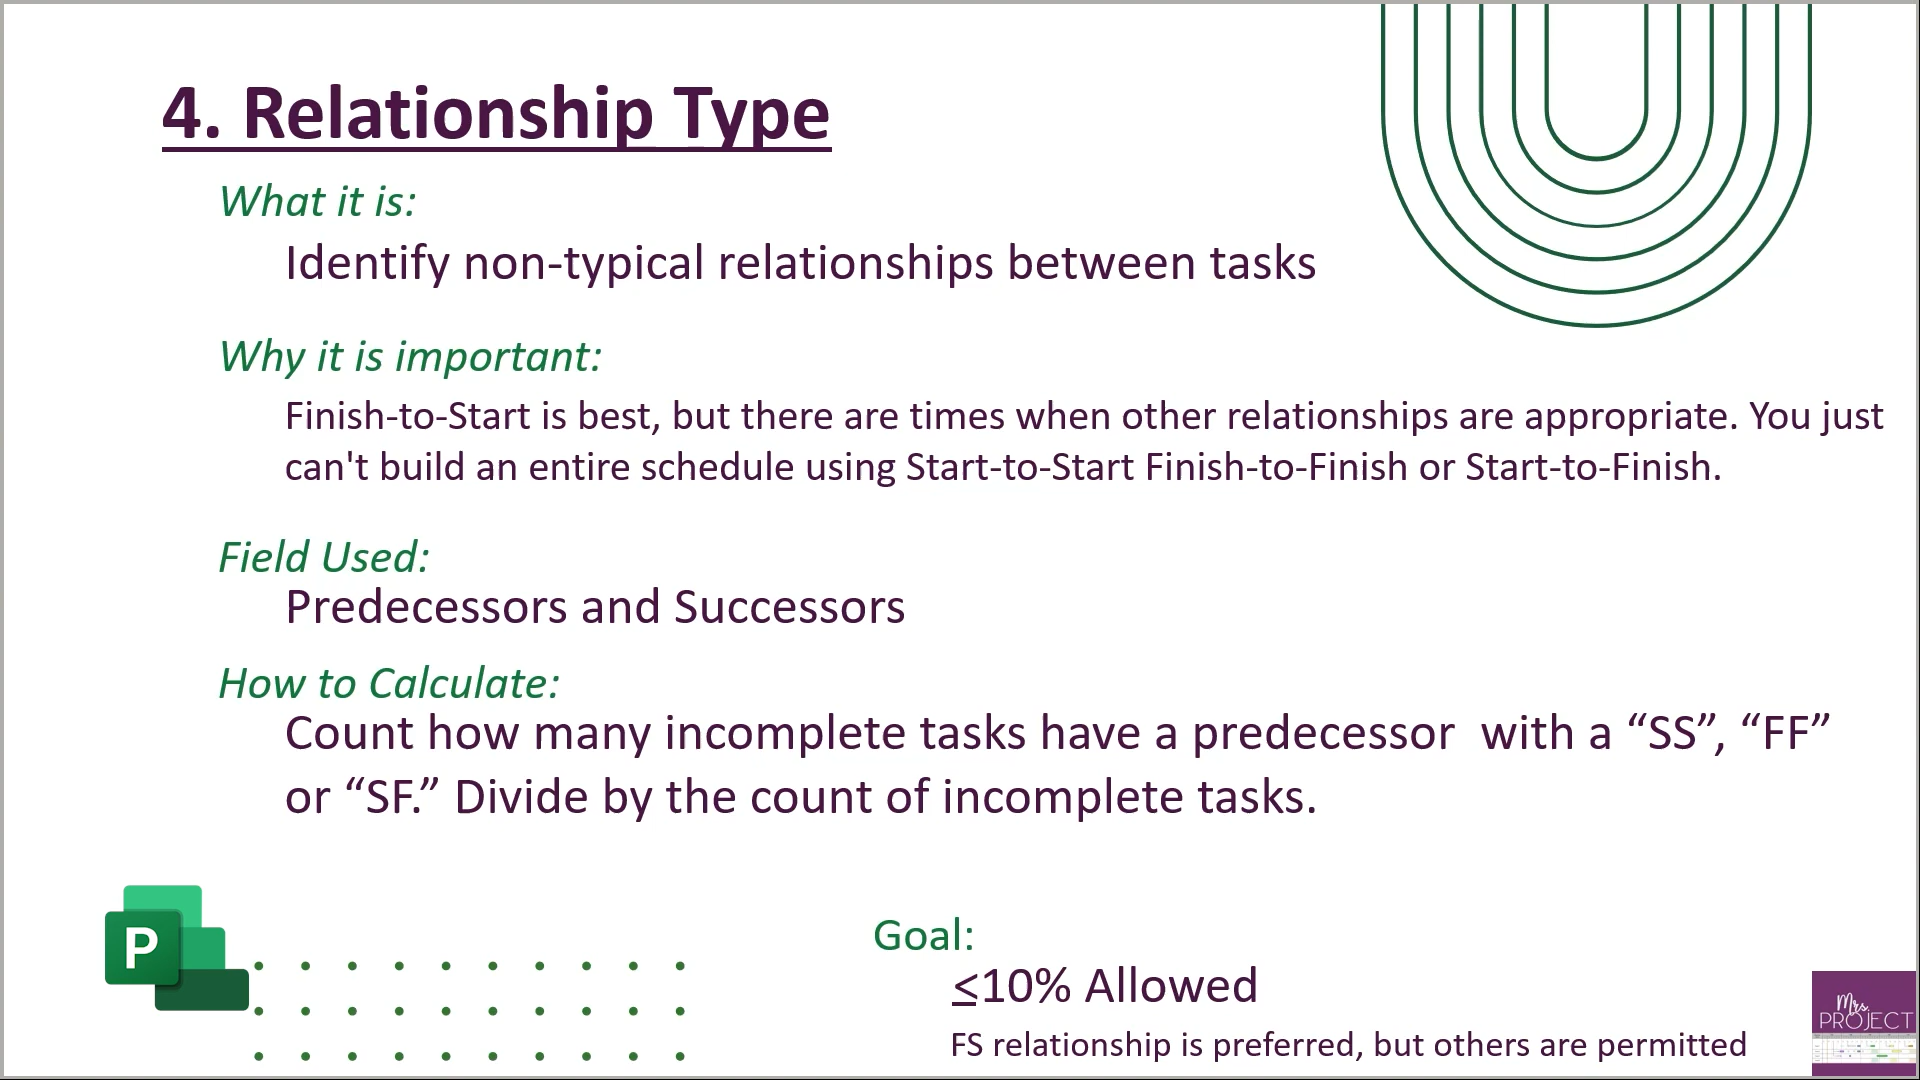 4. Relationship Type
What it is:
Identify non-typical relationships between tasks
Why it is important:
Finish-to-Start is best, but there are times when other relationships are appropriate. You just
can't build an entire schedule using Start-to-Start Finish-to-Finish or Start-to-Finish.
Field Used:
Predecessors and Successors
How to Calculate:
Count how many incomplete tasks have a predecessor  with a “SS”, “FF”
or “SF.” Divide by the count of incomplete tasks.
P
Goal:
≤10% Allowed
FS relationship is preferred, but others are permitted
Mrs.
PROJECT